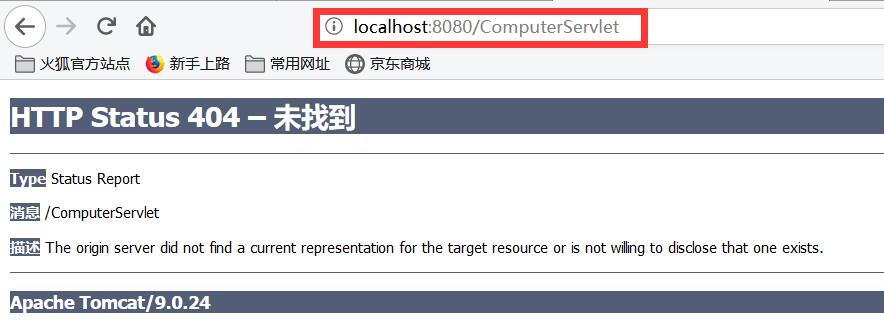 localhost:8080/ComputerServlet
火狐官方站点 新手上路 常用网址 京东商城
HTTP Status 404 – 未找到
Type Status Report
消息 /ComputerServlet
描述 The origin server did not find a current representation for the target resource or is not willing to disclose that one exists.
Apache Tomcat/9.0.24